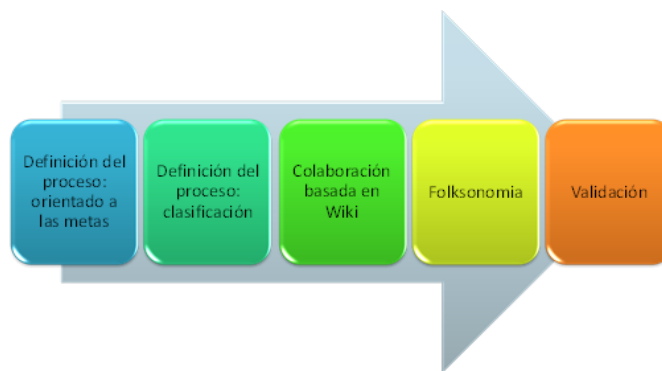 Definición del
proceso:
orientado a
las metas
Definición del
proceso:
clasificación
Colaboración
basada en
Wiki
Folksonomia
Validación